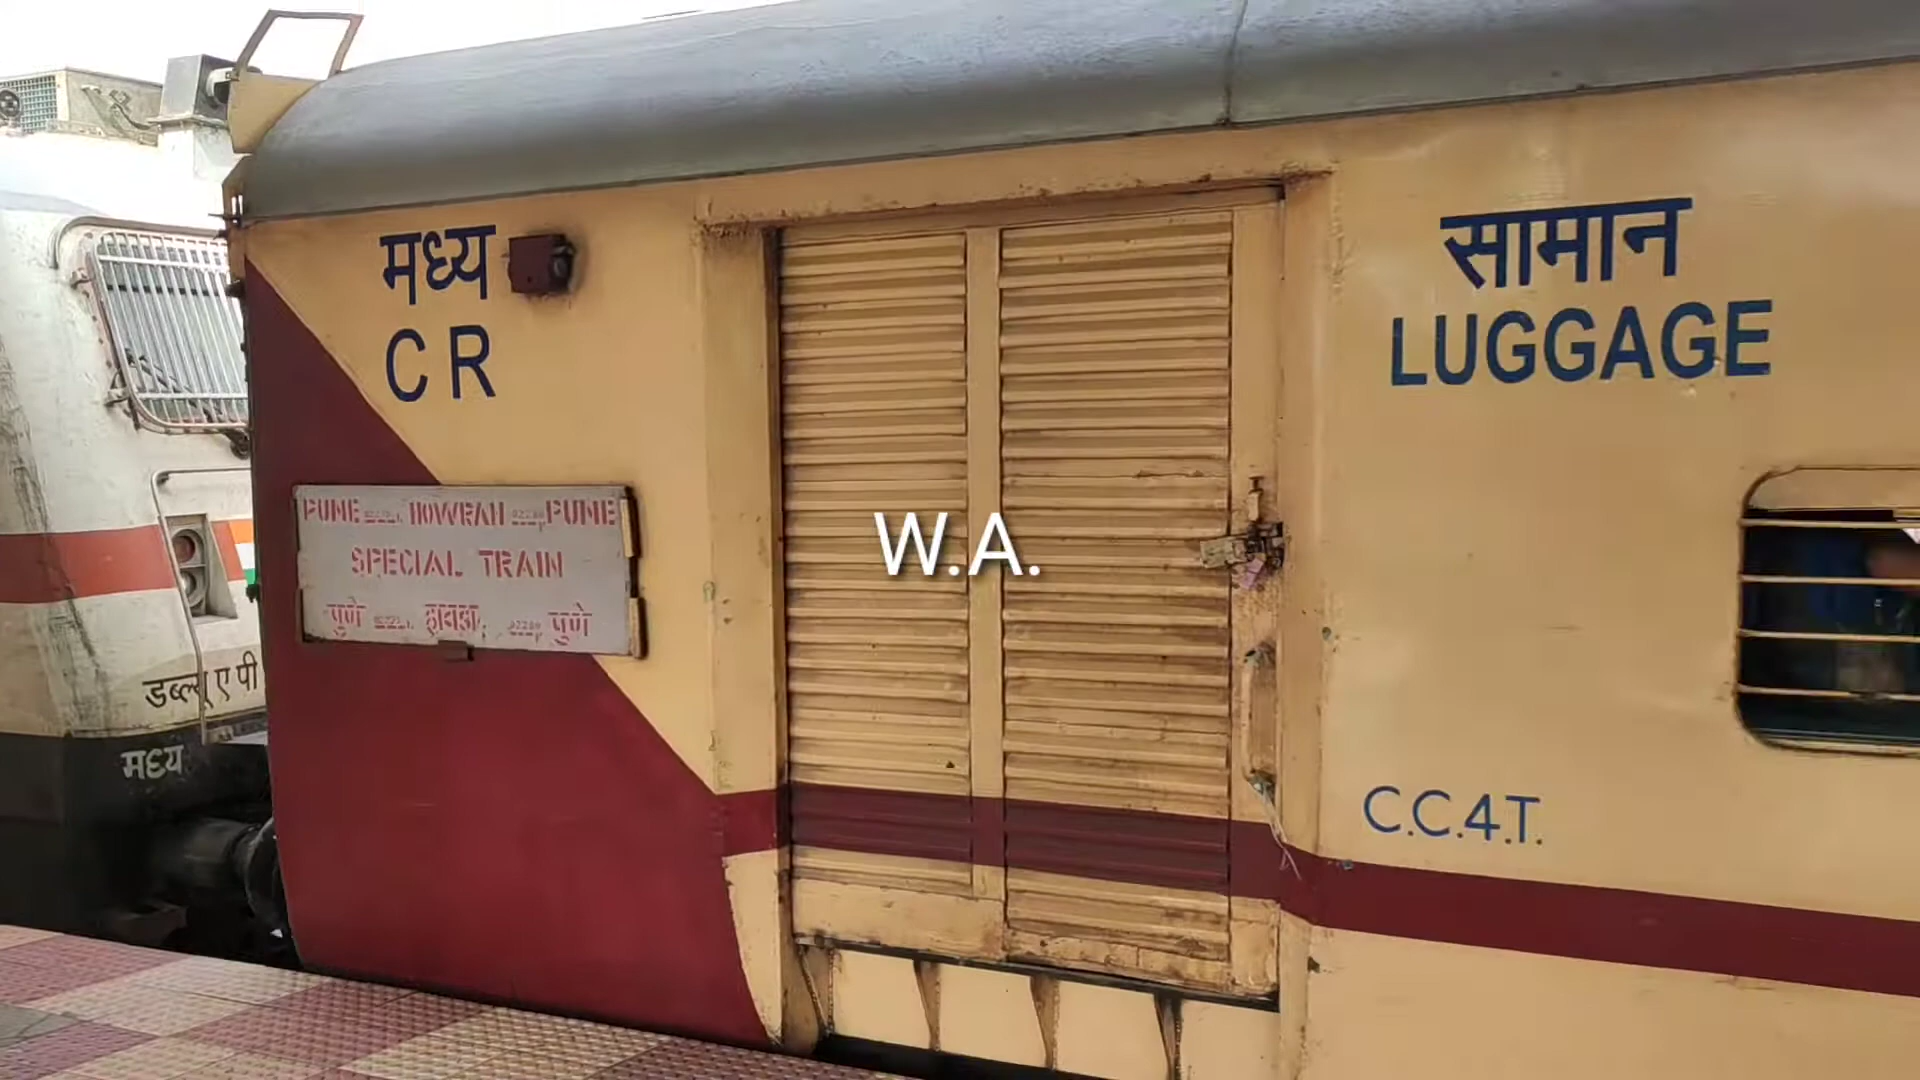 मध्य
C R
सामान
LUGGAGE
PUNE HOWRAH PUNE
SPECIAL TRAIN
पुणे हावड़ा पुणे
W.A.
डब्ल्यू ए पी
मध्य
C.C.4.T.